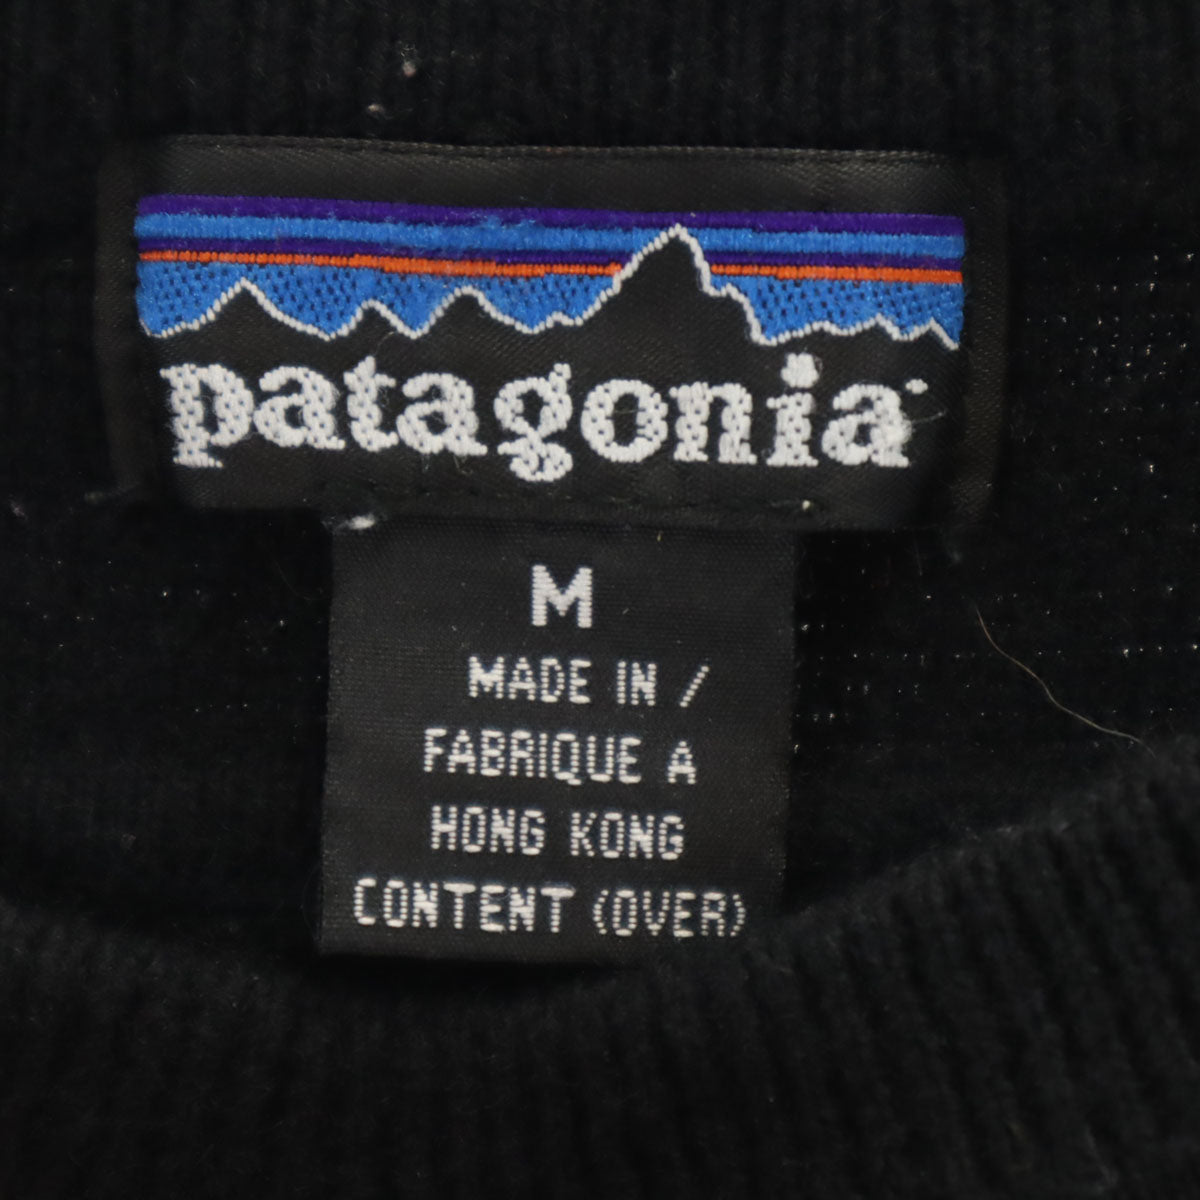 patagonia
M
MADE IN /
FABRIQUE A
HONG KONG
CONTENT (OVER)